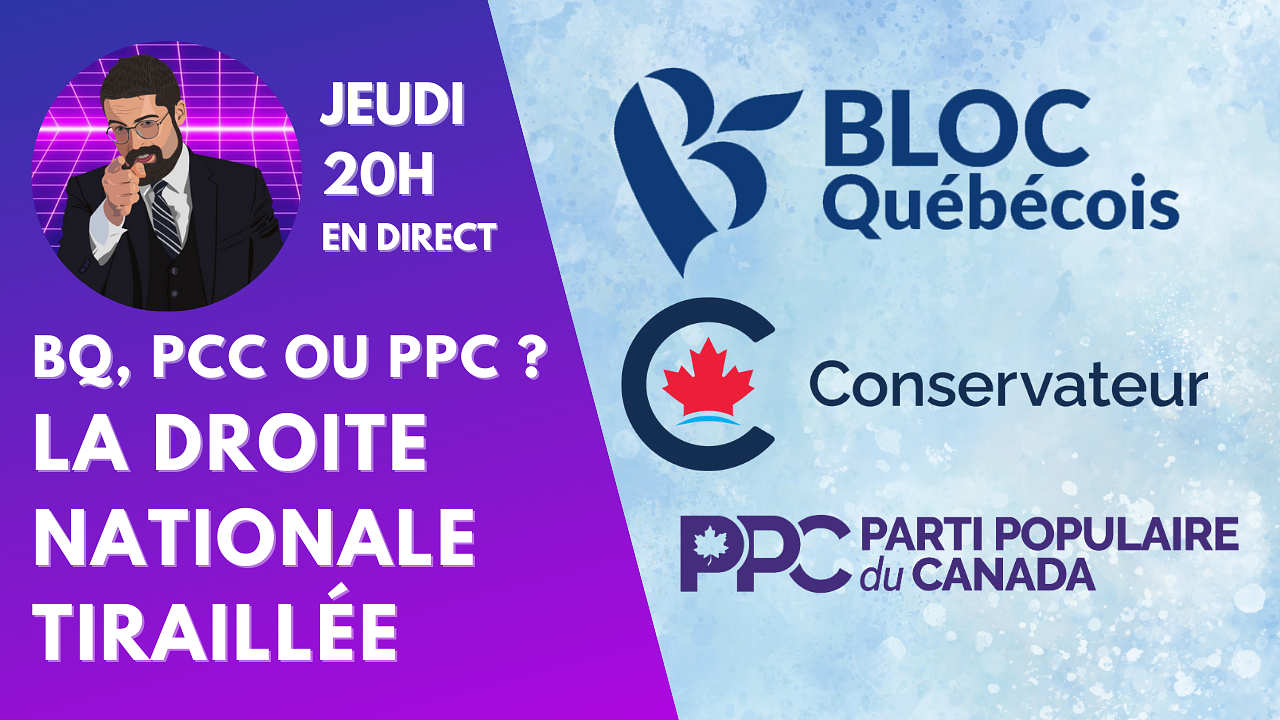 JEUDI
20H
EN DIRECT
BQ, PCC OU PPC ?
LA DROITE
NATIONALE
TIRAILLÉE
BLOC
Québécois
Conservateur
PPC PARTI POPULAIRE
du CANADA